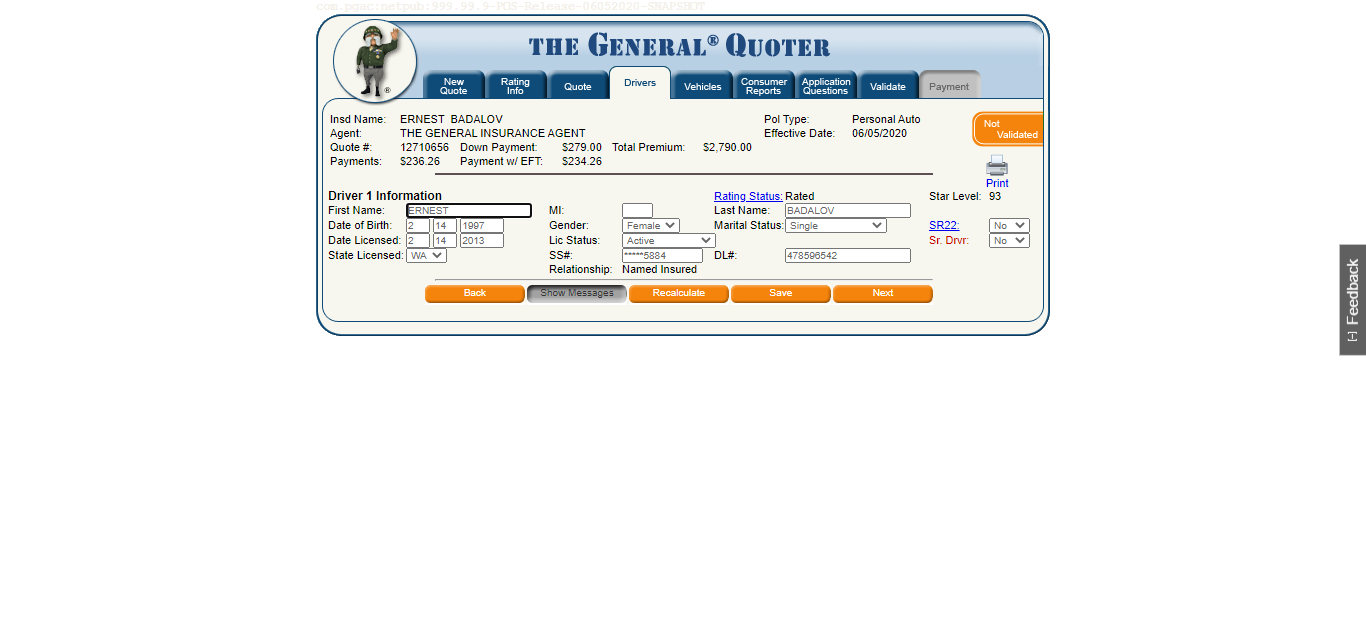 com.pgac:netpub:999.99.9-POS-Release-06052020-SNAPSHOT
THE GENERAL® QUOTER
New Quote
Rating Info
Quote
Drivers
Vehicles
Consumer Reports
Application Questions
Validate
Payment
®
Insd Name: ERNEST BADALOV Pol Type: Personal Auto
Agent: THE GENERAL INSURANCE AGENT Effective Date: 06/05/2020
Not Validated
Quote #: 12710656 Down Payment: $279.00 Total Premium: $2,790.00
Payments: $236.26 Payment w/ EFT: $234.26
Print
Driver 1 Information Rating Status: Rated Star Level: 93
First Name: ERNEST MI: Last Name: BADALOV
Date of Birth: 2 14 1997 Gender: Female Marital Status: Single SR22: No
Date Licensed: 2 14 2013 Lic Status: Active Sr. Drvr: No
State Licensed: WA SS#: *****5884 DL#: 478596542
Relationship: Named Insured
Back Show Messages Recalculate Save Next
[-] Feedback